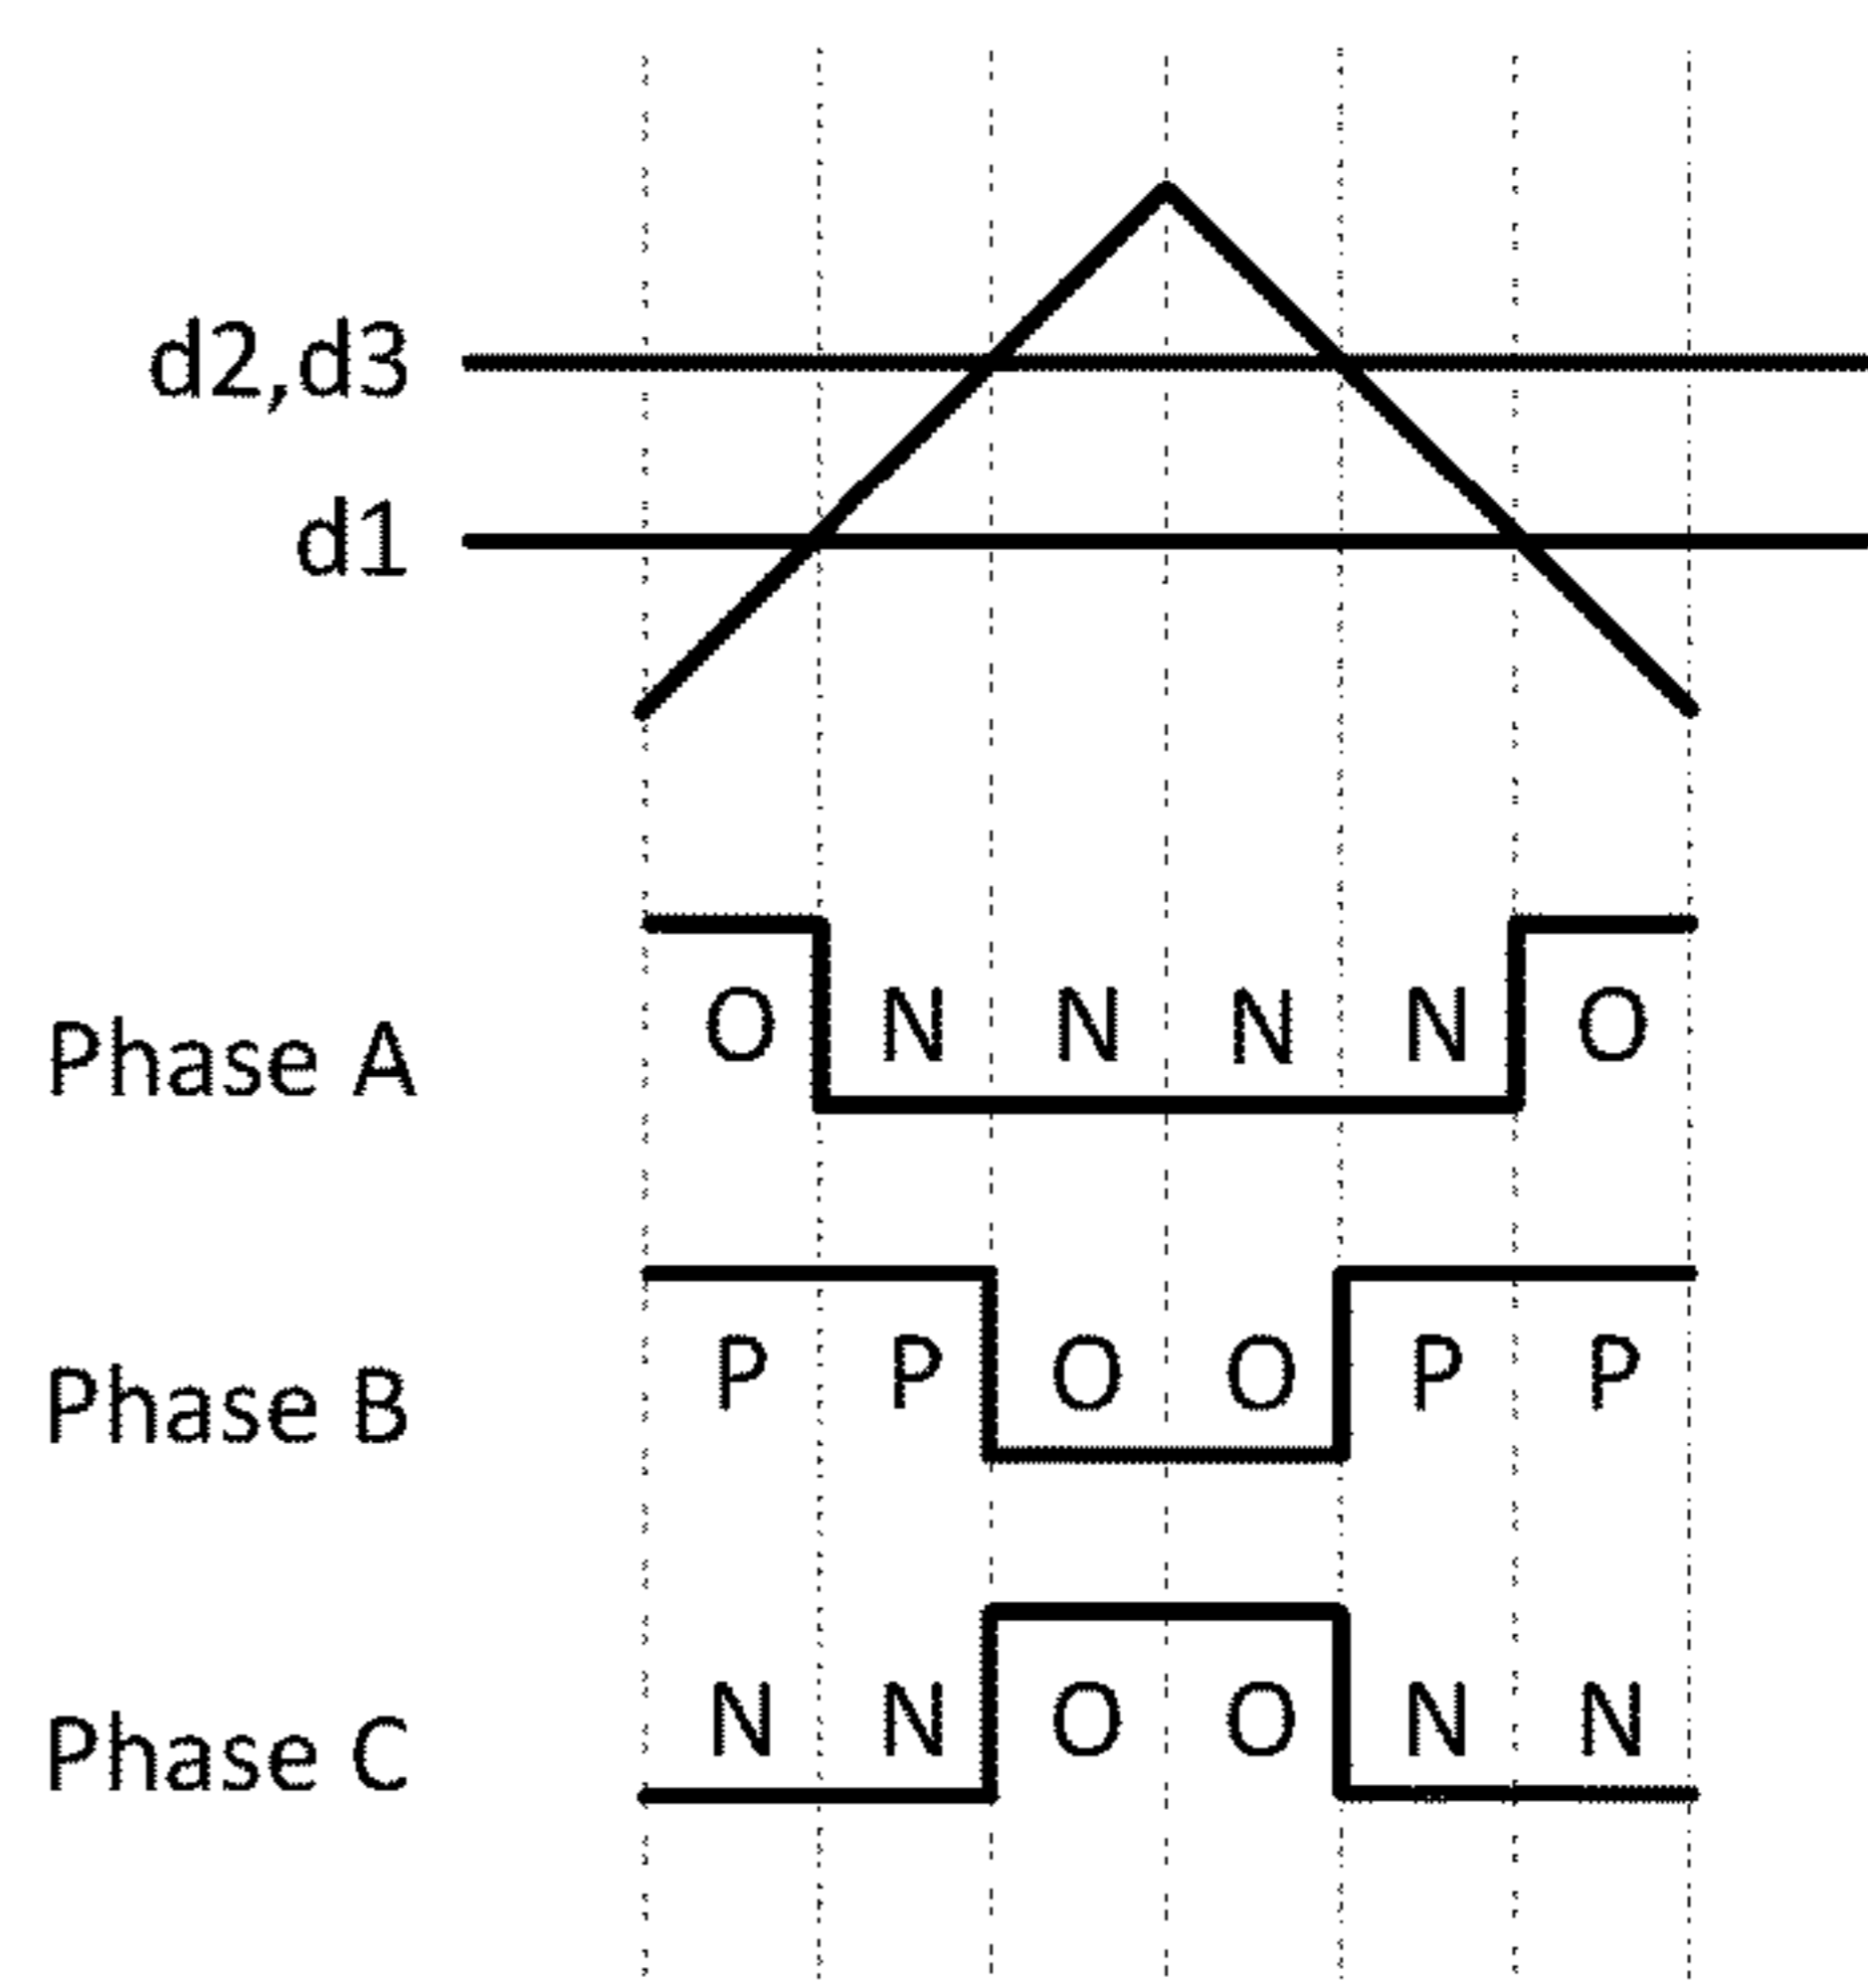 d2,d3
d1
O N N N N O
Phase A
P P O O P P
Phase B
N N O O N N
Phase C